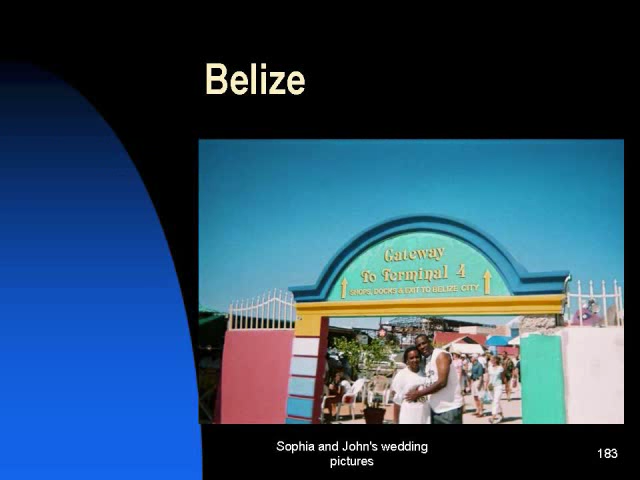 Belize
Gateway
To Terminal 4
SHOPS, DOCKS & EXIT TO BELIZE CITY
Sophia and John's wedding
pictures
183